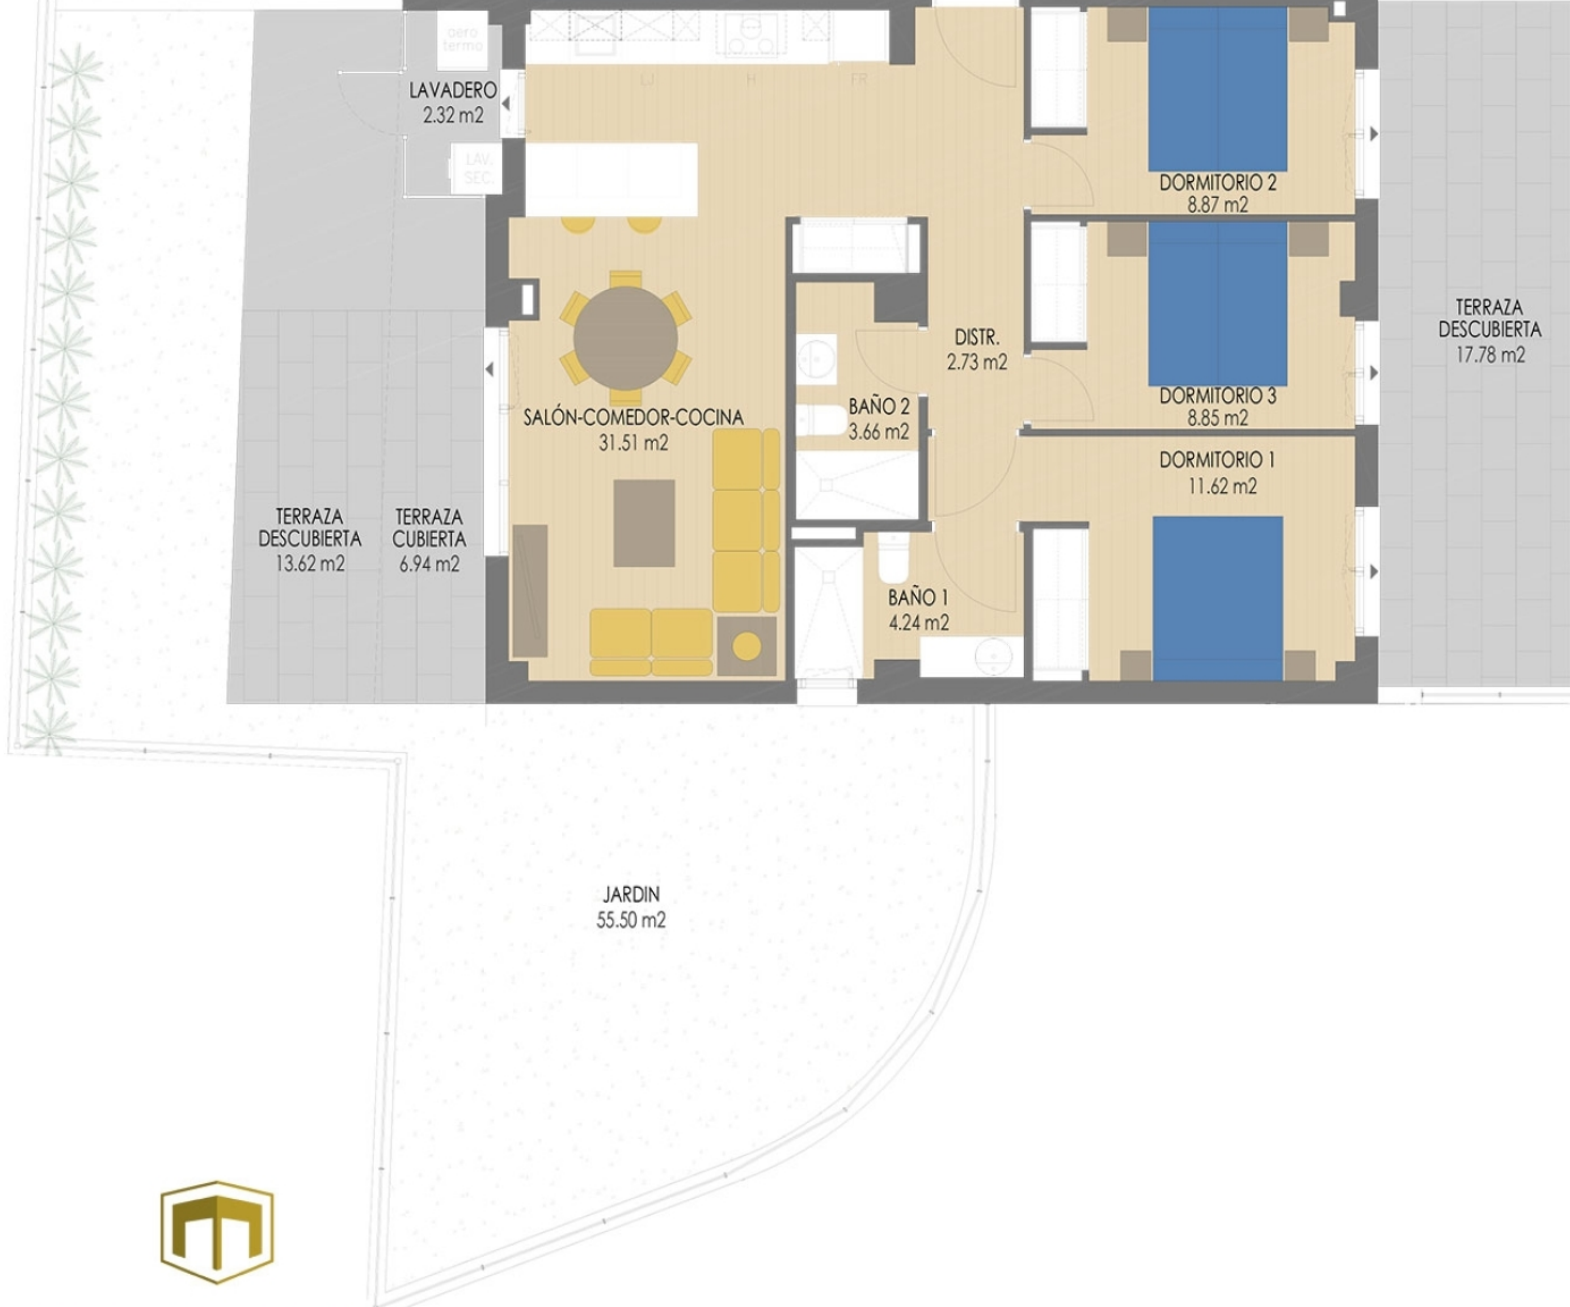 aero
termo
LAVADERO
2.32 m2
LAV.
SEC.
LJ
H
FR
DORMITORIO 2
8.87 m2
TERRAZA
DESCUBIERTA
17.78 m2
DISTR.
2.73 m2
DORMITORIO 3
8.85 m2
SALÓN-COMEDOR-COCINA
31.51 m2
BAÑO 2
3.66 m2
DORMITORIO 1
11.62 m2
TERRAZA
DESCUBIERTA
13.62 m2
TERRAZA
CUBIERTA
6.94 m2
BAÑO 1
4.24 m2
JARDIN
55.50 m2